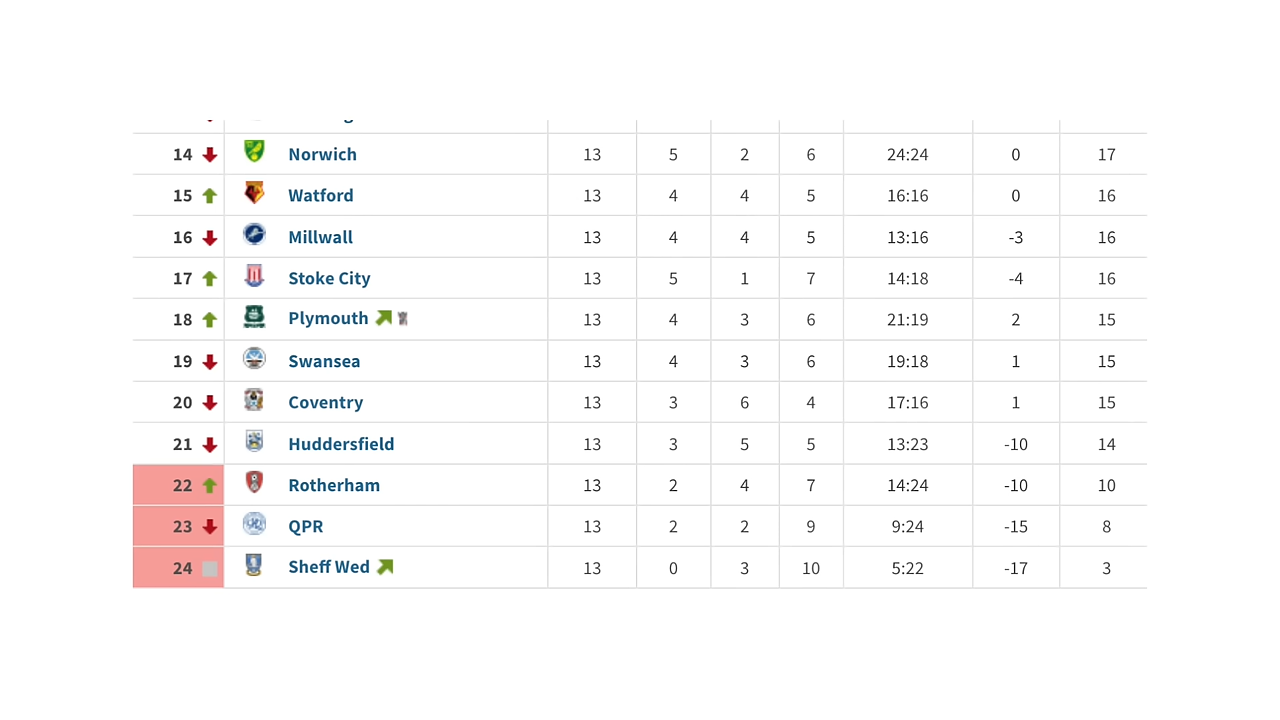 14 Norwich 13 5 2 6 24:24 0 17
15 Watford 13 4 4 5 16:16 0 16
16 Millwall 13 4 4 5 13:16 -3 16
17 Stoke City 13 5 1 7 14:18 -4 16
18 Plymouth 13 4 3 6 21:19 2 15
19 Swansea 13 4 3 6 19:18 1 15
20 Coventry 13 3 6 4 17:16 1 15
21 Huddersfield 13 3 5 5 13:23 -10 14
22 Rotherham 13 2 4 7 14:24 -10 10
23 QPR 13 2 2 9 9:24 -15 8
24 Sheff Wed 13 0 3 10 5:22 -17 3